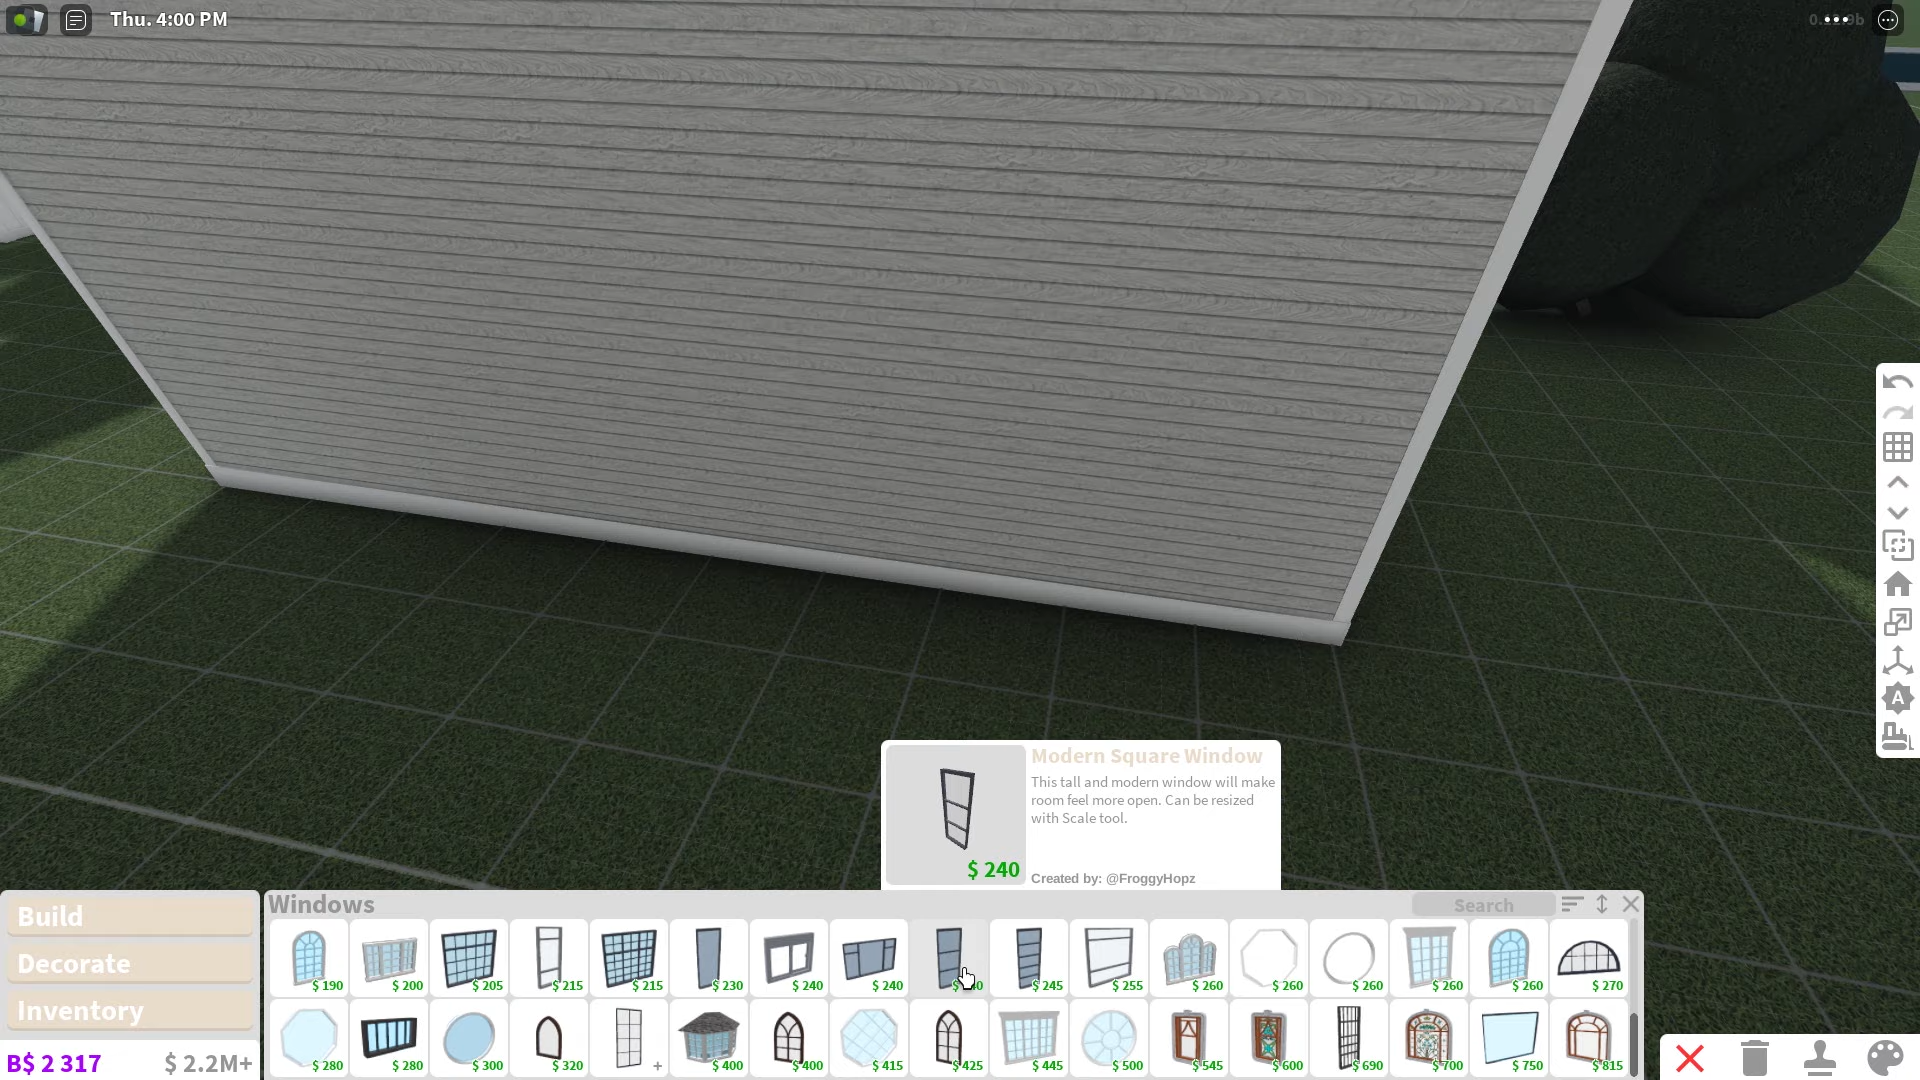 Thu. 4:00 PM
Modern Square Window
This tall and modern window will make
room feel more open. Can be resized
with Scale tool.
$ 240
Created by: @FroggyHopz
Build
Decorate
Inventory
B$ 2 317
$ 2.2M+
Windows
Search
$ 190
$ 200
$ 205
$ 215
$ 215
$ 230
$ 240
$ 240
$ 245
$ 255
$ 260
$ 260
$ 260
$ 260
$ 260
$ 270
$ 280
$ 280
$ 300
$ 320
+
$ 400
$ 400
$ 415
$ 425
$ 445
$ 500
$ 545
$ 600
$ 690
$ 700
$ 750
$ 815
A